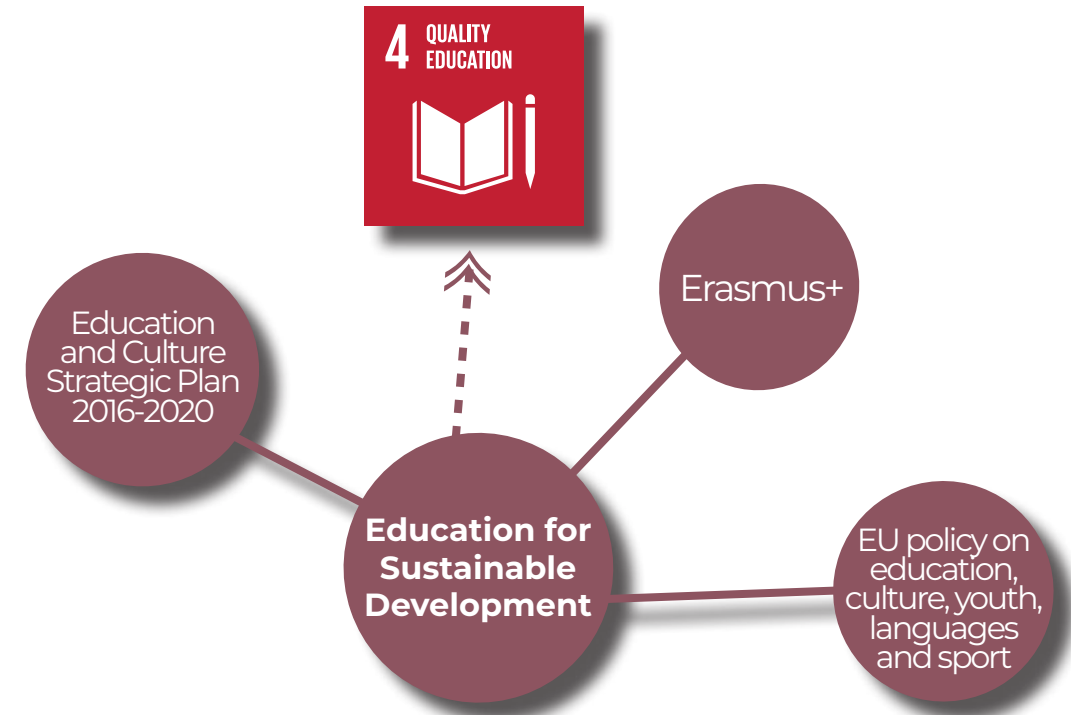 4 QUALITY
EDUCATION
Erasmus+
Education
and Culture
Strategic Plan
2016-2020
Education for
Sustainable
Development
EU policy on
education,
culture, youth,
languages
and sport